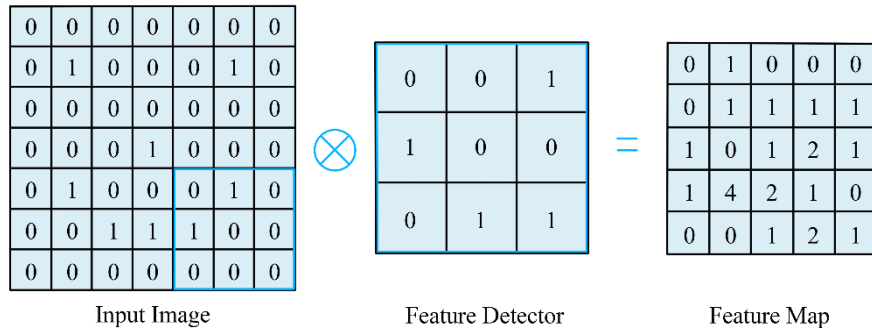 0 0 0 0 0 0 0
0 1 0 0 0 1 0
0 0 0 0 0 0 0
0 0 0 1 0 0 0
0 1 0 0 0 1 0
0 0 1 1 1 0 0
0 0 0 0 0 0 0
Input Image
0 0 1
1 0 0
0 1 1
Feature Detector
=
0 1 0 0 0
0 1 1 1 1
1 0 1 2 1
1 4 2 1 0
0 0 1 2 1
Feature Map